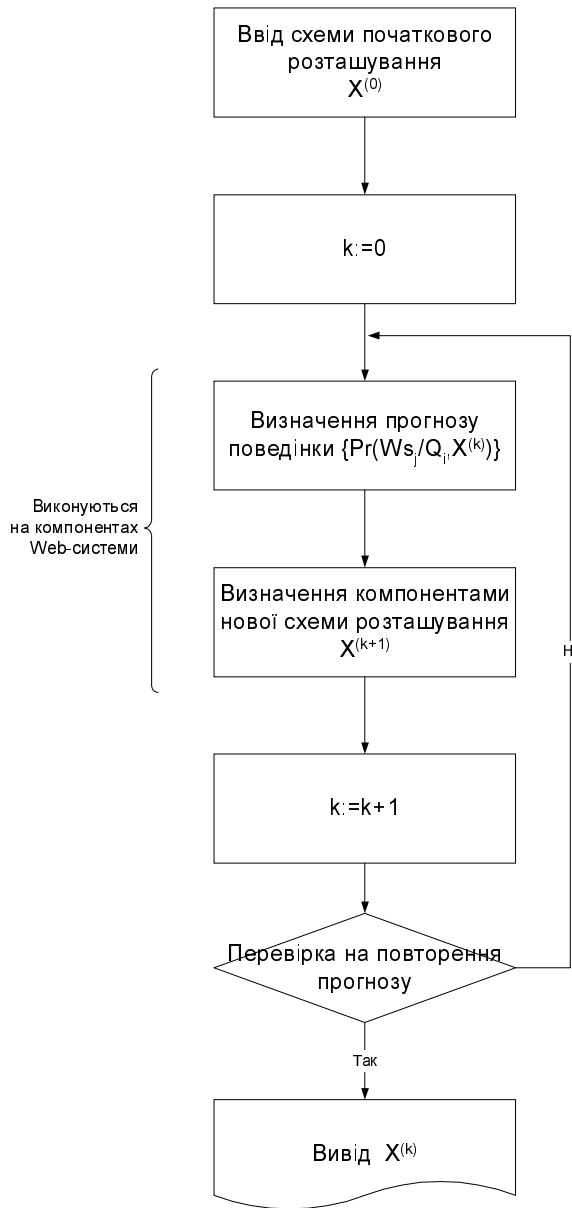 Ввід схеми початкового
розташування
X(0)
k:=0
Визначення прогнозу
поведінки {Pr(Wsj/Qi,X(k))}
Виконуються
на компонентах
Web-системи
Визначення компонентами
нової схеми розташування
X(k+1)
k:=k+1
Перевірка на повторення
прогнозу
Так
Вивід X(k)